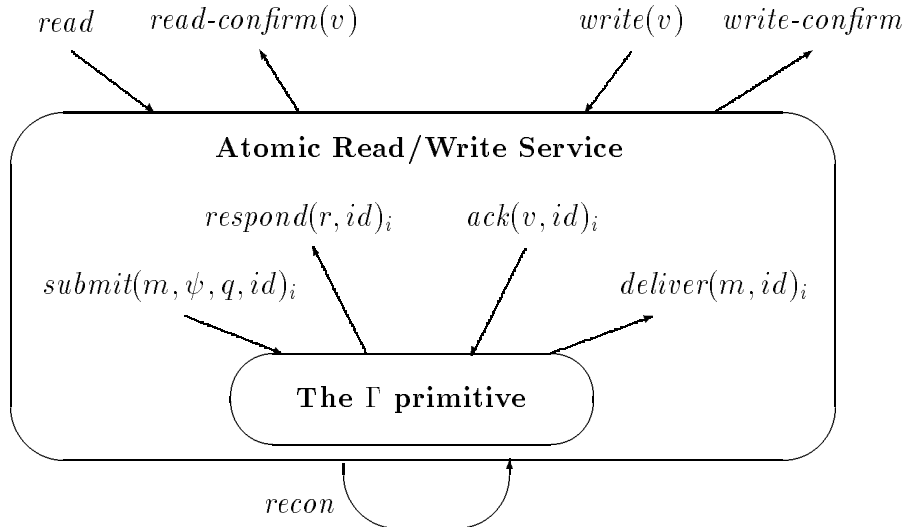 read read-confirm(v) write(v) write-confirm
Atomic Read/Write Service
respond(r, id)i ack(v, id)i
submit(m, ψ, q, id)i deliver(m, id)i
The Γ primitive
recon